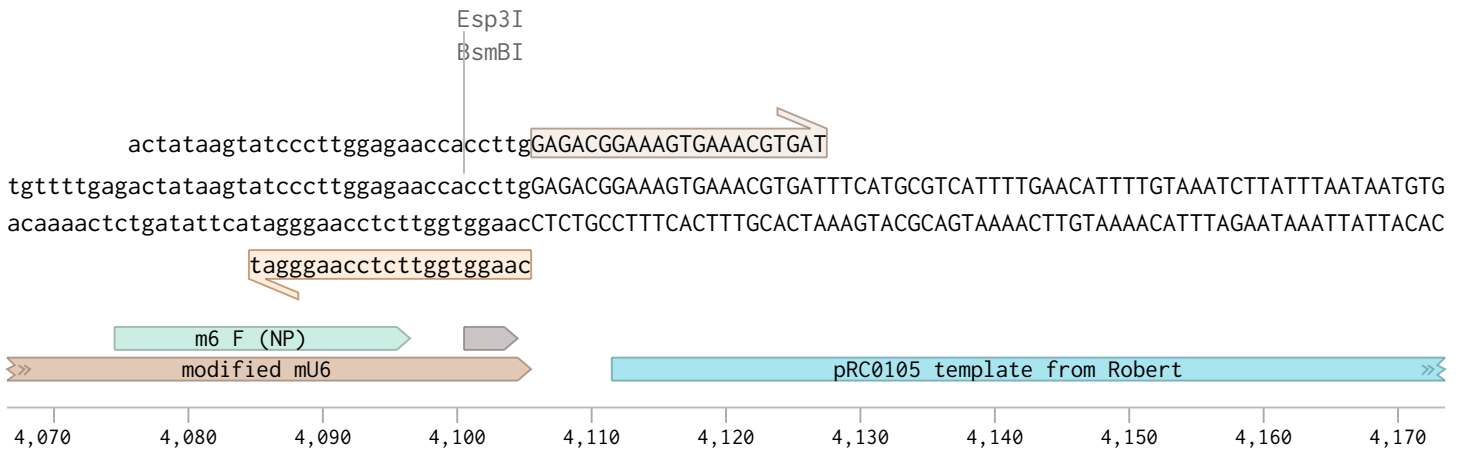 Esp3I
BsmBI
actataagtatcccttggagaaccaccttgGAGACGGAAAGTGAAACGTGAT
tgttttgagactataagtatcccttggagaaccaccttgGAGACGGAAAGTGAAACGTGATTTCATGCGTCATTTTGAACATTTTGTAAATCTTATTTAATAATGTG
acaaaactctgatattcatagggaacctcttggtggaacCTCTGCCTTTCACTTTGCACTAAAGTACGCAGTAAAACTTGTAAAACATTTAGAATAAATTATTACAC
tagggaacctcttggtggaac
m6 F (NP)
modified mU6 pRC0105 template from Robert
4,070 4,080 4,090 4,100 4,110 4,120 4,130 4,140 4,150 4,160 4,170